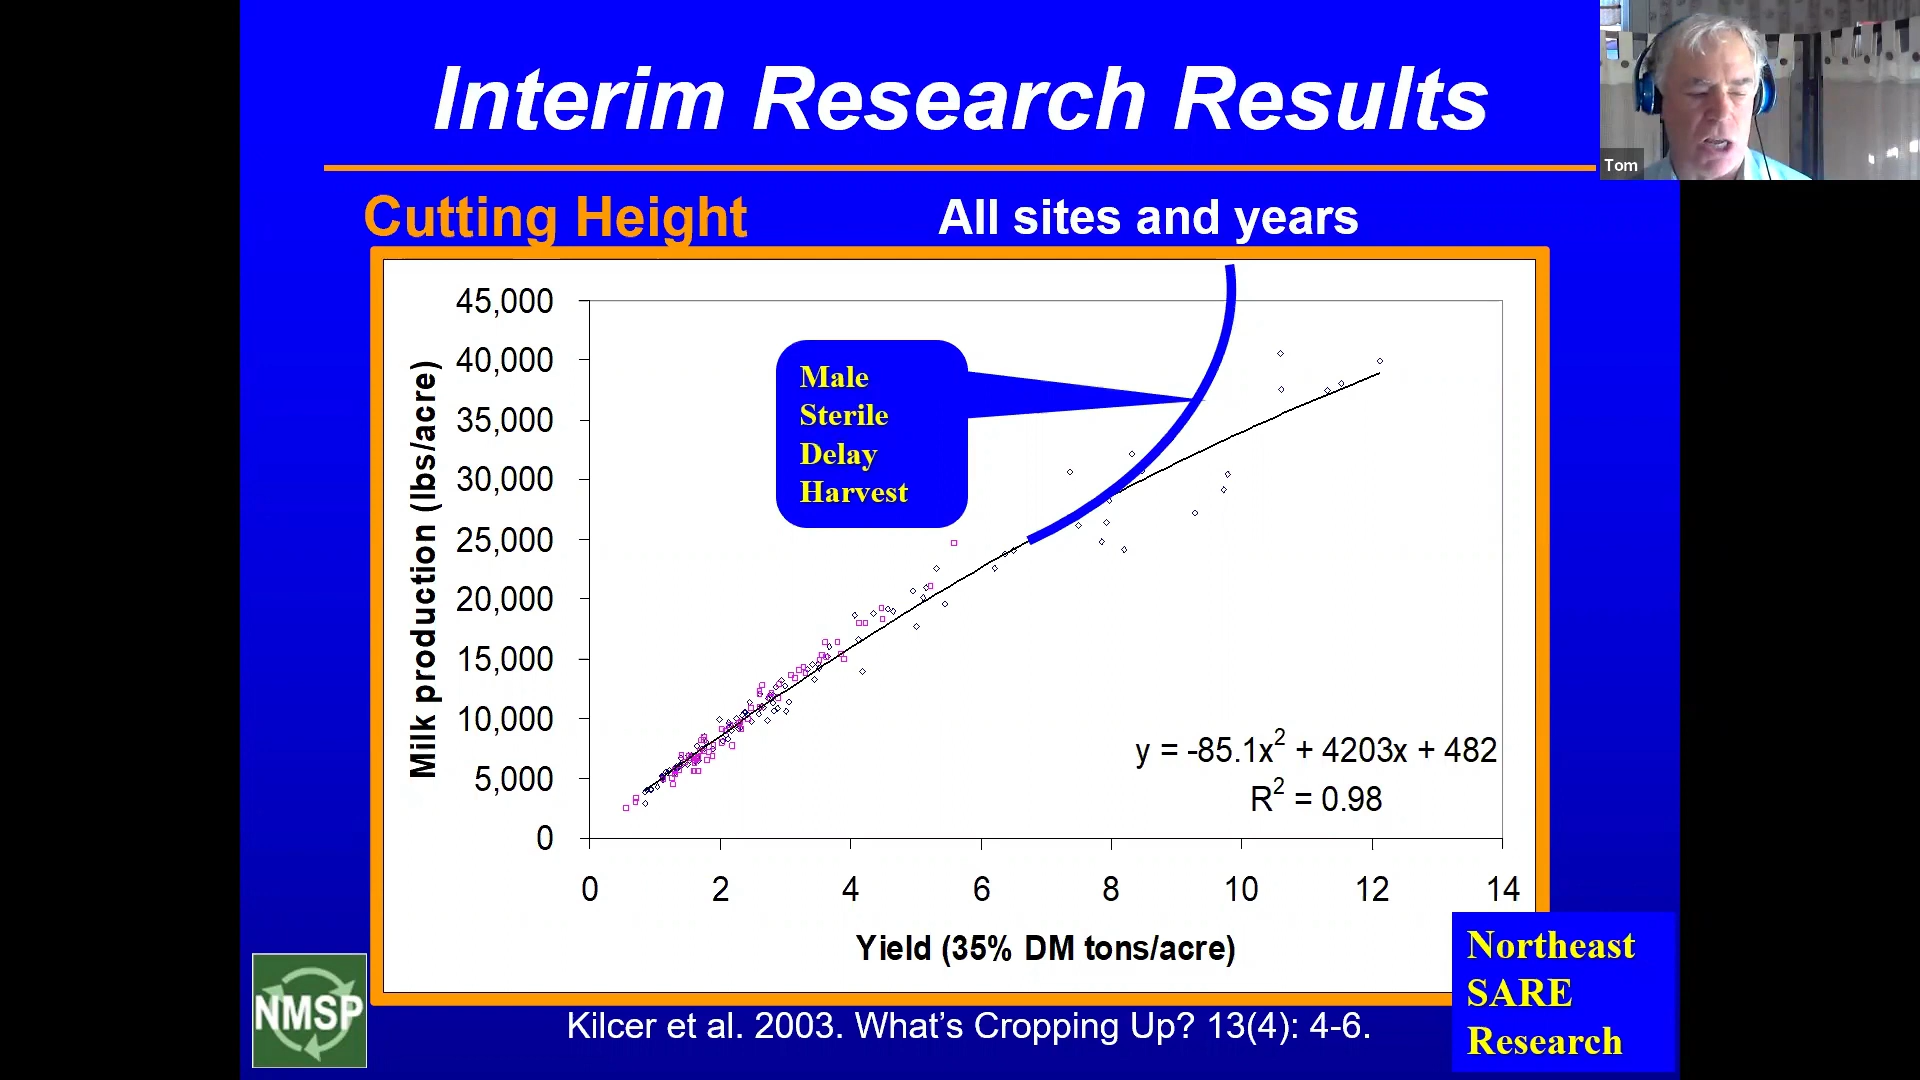 Interim Research Results
Tom
Cutting Height
All sites and years
45,000
40,000
35,000
30,000
25,000
20,000
15,000
10,000
5,000
0
Milk production (lbs/acre)
Male
Sterile
Delay
Harvest
y = -85.1x² + 4203x + 482
R² = 0.98
0 2 4 6 8 10 12 14
Yield (35% DM tons/acre)
Northeast
SARE
Research
NMSP
Kilcer et al. 2003. What’s Cropping Up? 13(4): 4-6.